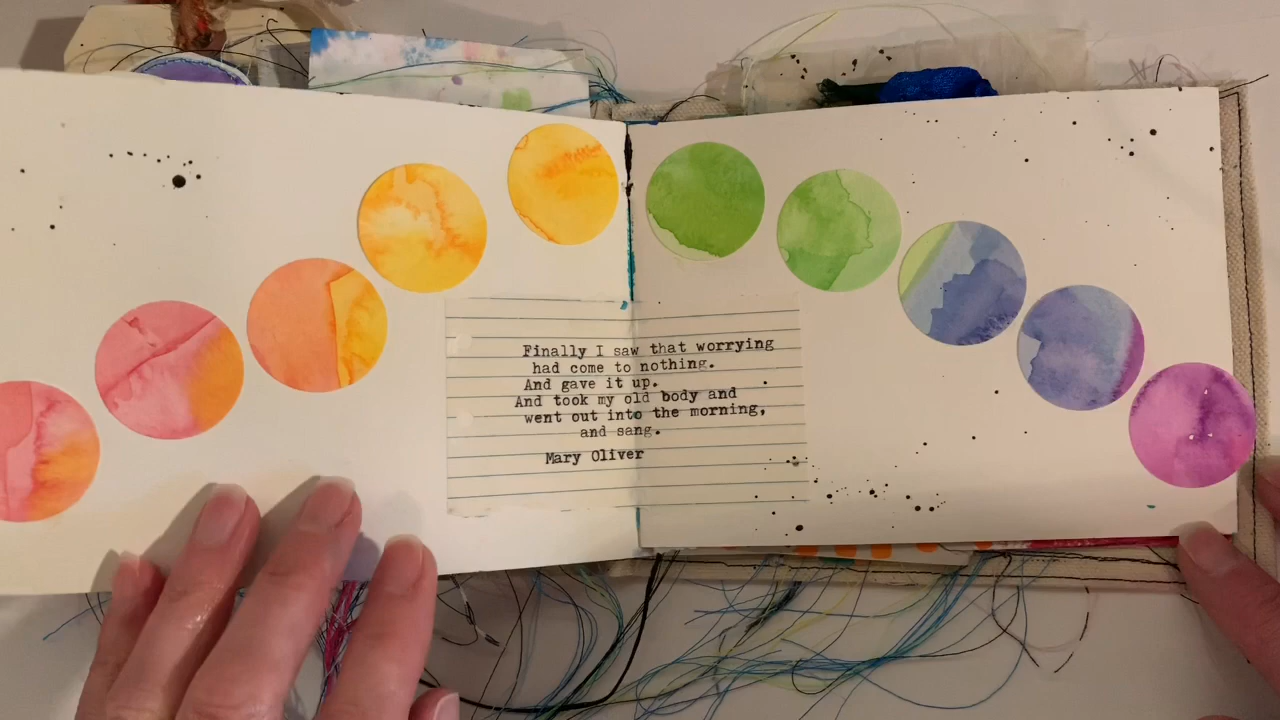 Finally I saw that worrying
had come to nothing.
And gave it up.
And took my old body and
went out into the morning,
and sang.
Mary Oliver